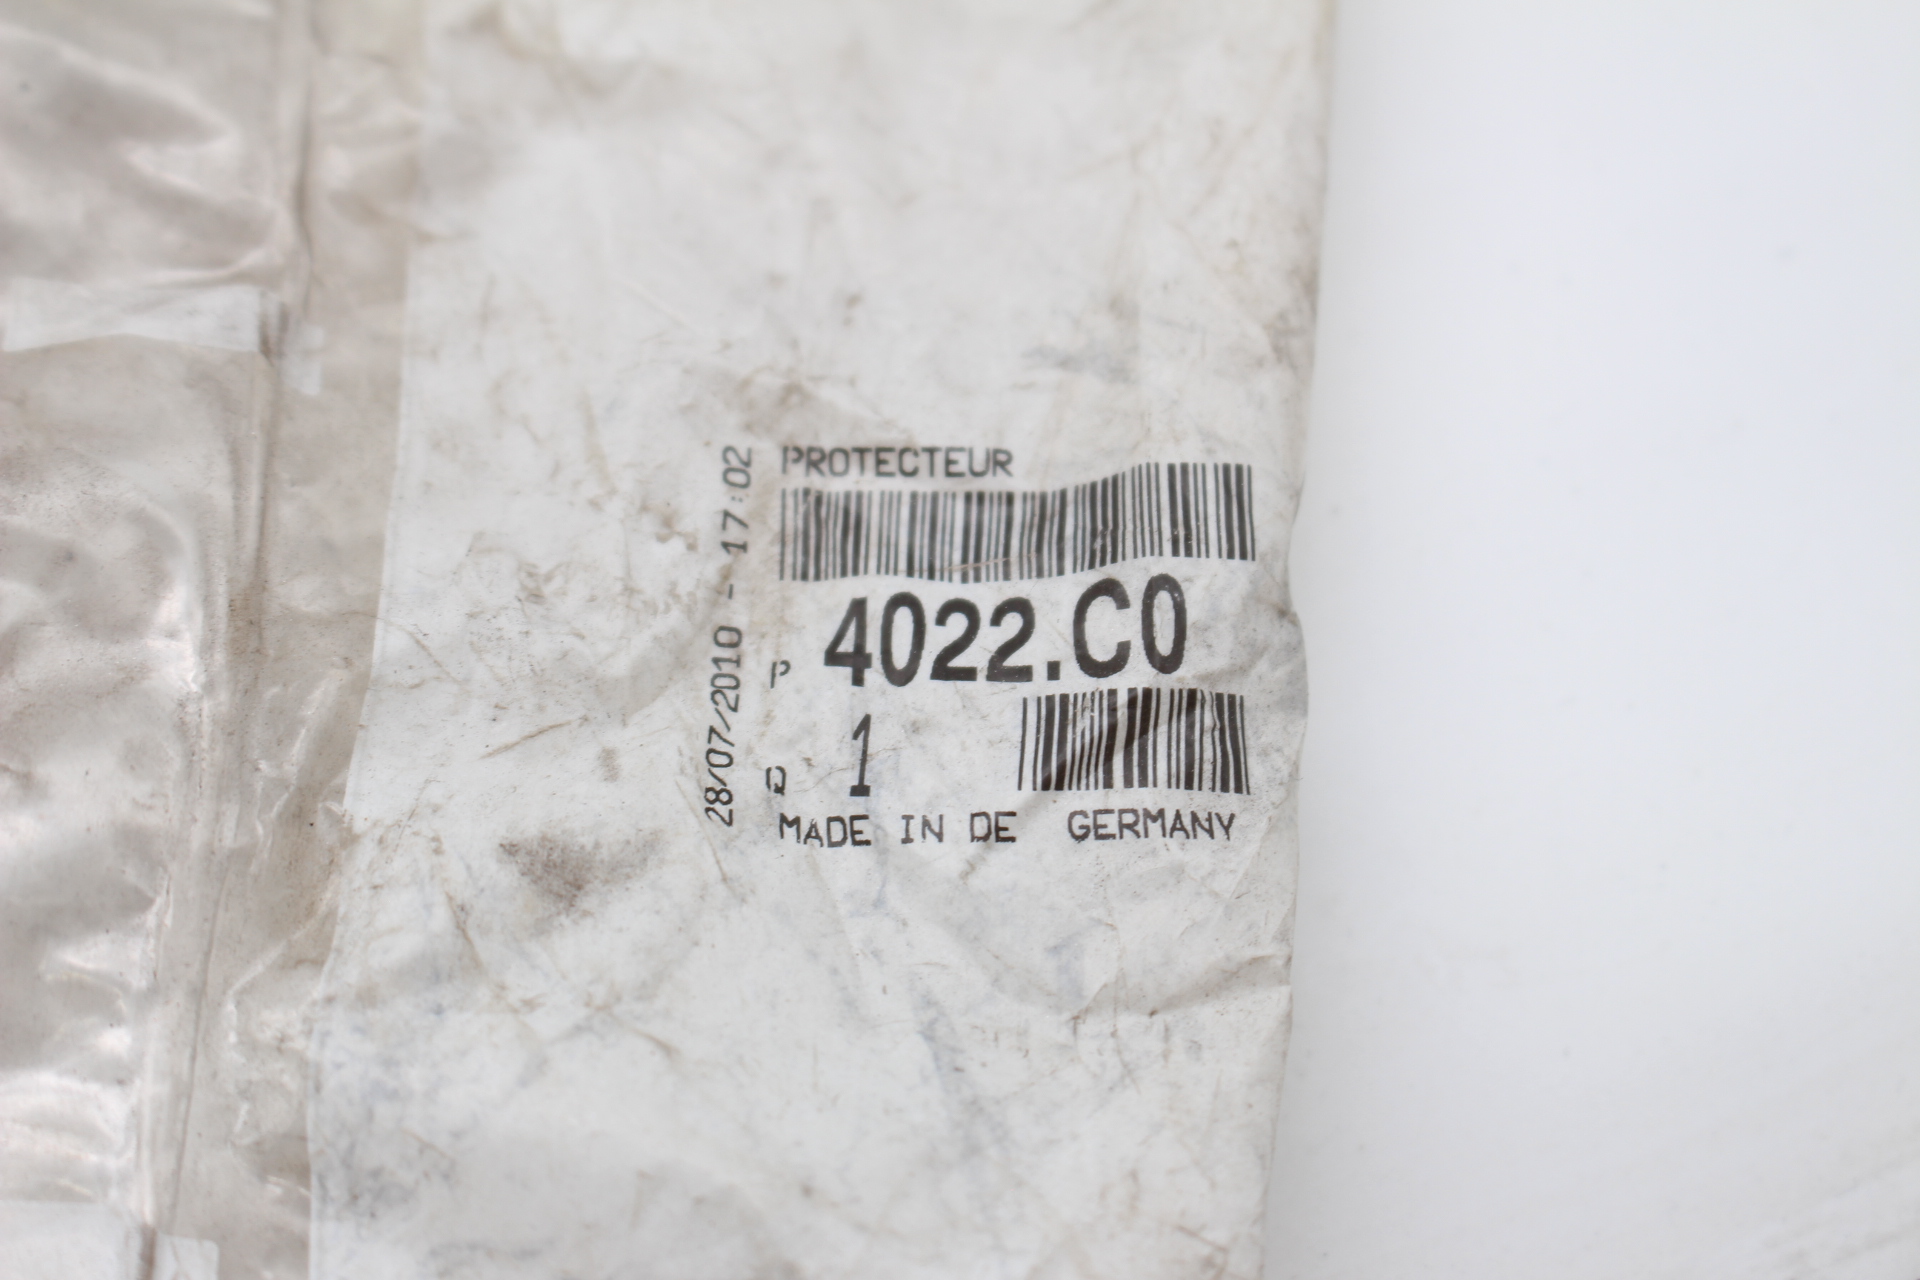 PROTECTEUR
28/07/2010 - 17:02
P 4022.C0
Q 1
MADE IN DE GERMANY